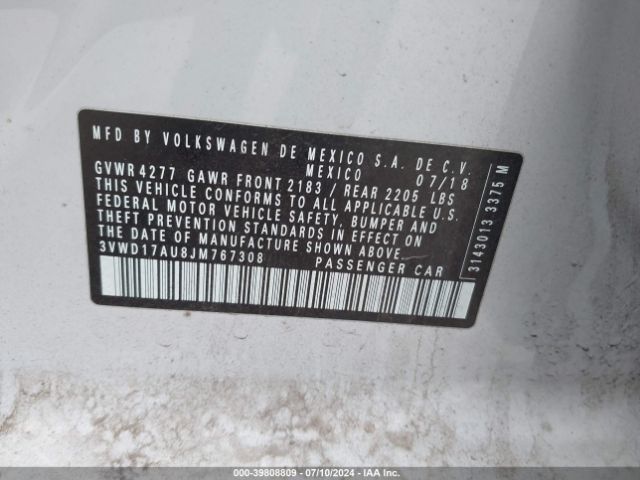 MFD BY VOLKSWAGEN DE MEXICO S.A. DE C.V.
MEXICO 07/18
GVWR 4277 GAWR FRONT 2183 / REAR 2205 LBS
THIS VEHICLE CONFORMS TO ALL APPLICABLE U.S.
FEDERAL MOTOR VEHICLE SAFETY, BUMPER AND
THEFT PREVENTION STANDARDS IN EFFECT ON
THE DATE OF MANUFACTURE SHOWN ABOVE.
3VWD17AU8JM767308 PASSENGER CAR
3143013 3375 M
000-39808809 - 07/10/2024 - IAA Inc.